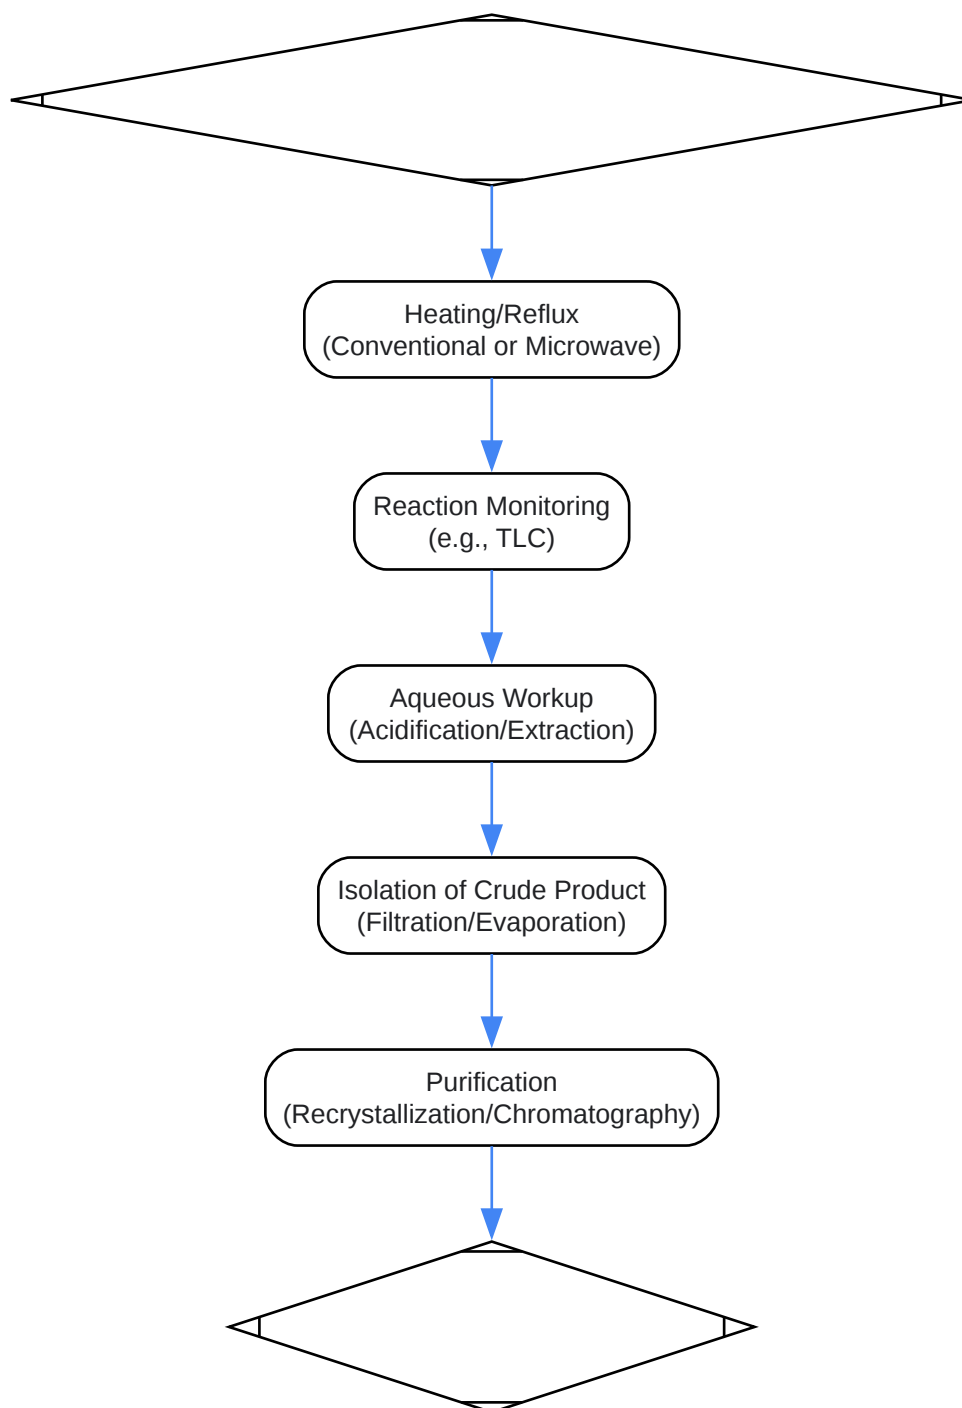 Heating/Reflux
(Conventional or Microwave)
Reaction Monitoring
(e.g., TLC)
Aqueous Workup
(Acidification/Extraction)
Isolation of Crude Product
(Filtration/Evaporation)
Purification
(Recrystallization/Chromatography)